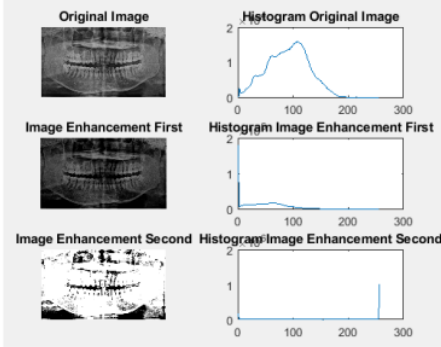 Original Image
Histogram Original Image
2
1
0
0 100 200 300
Image Enhancement First
Histogram Image Enhancement First
2
1
0
0 100 200 300
Image Enhancement Second
Histogram Image Enhancement Second
2
1
0
0 100 200 300